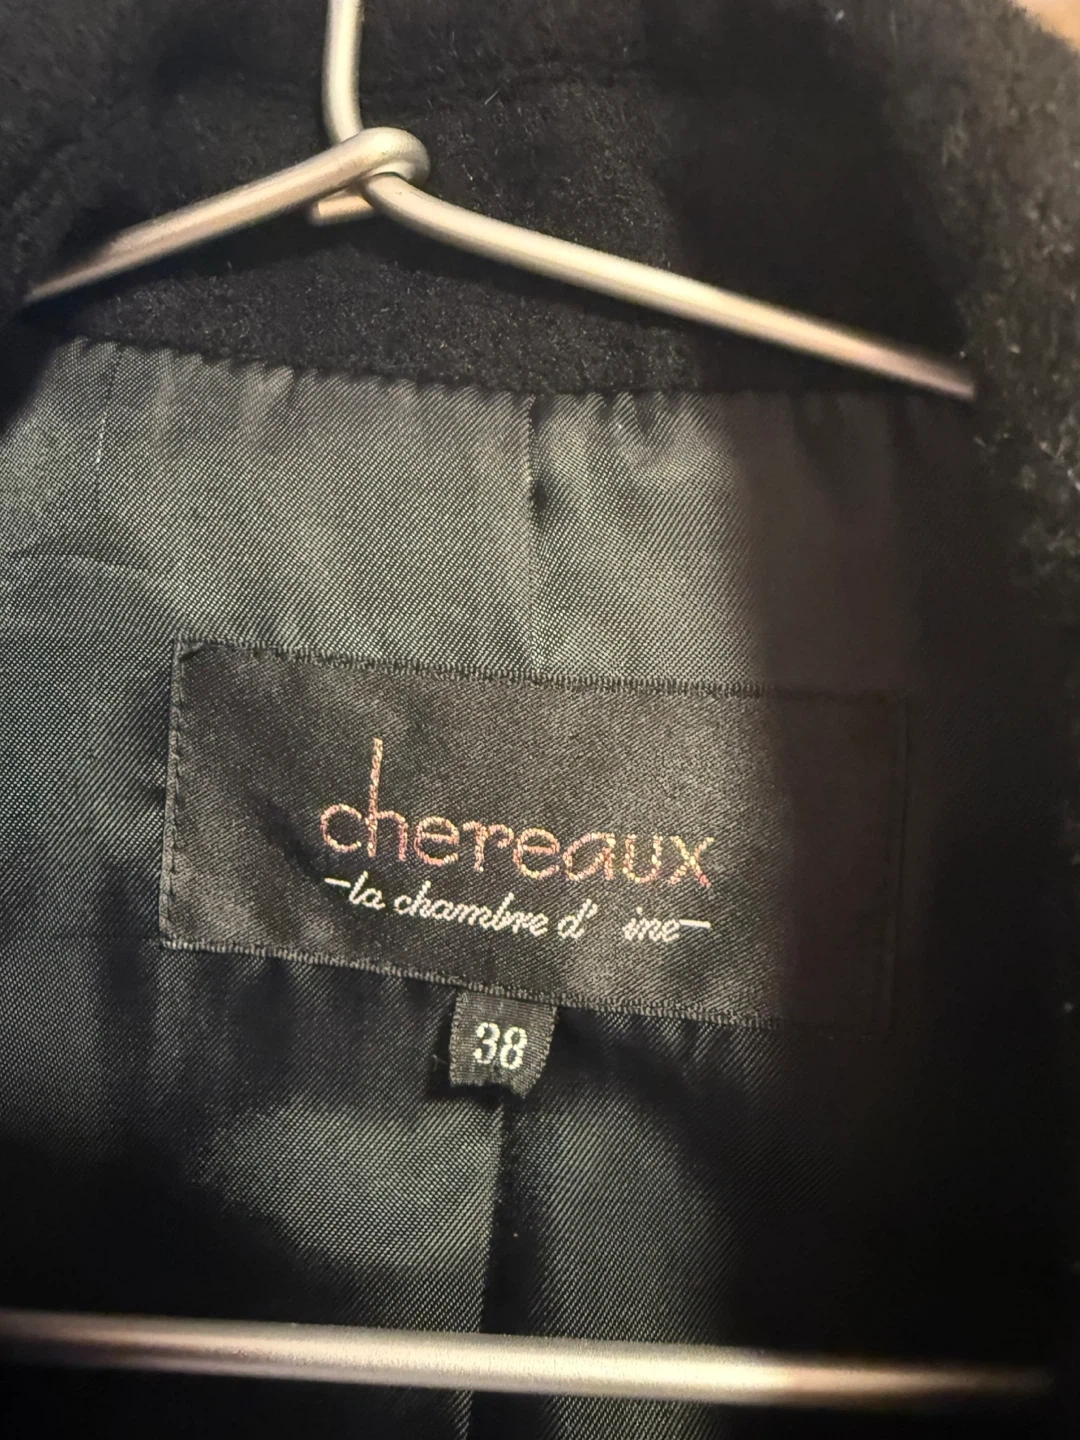 chereaux
-la chambre d' ine-
38